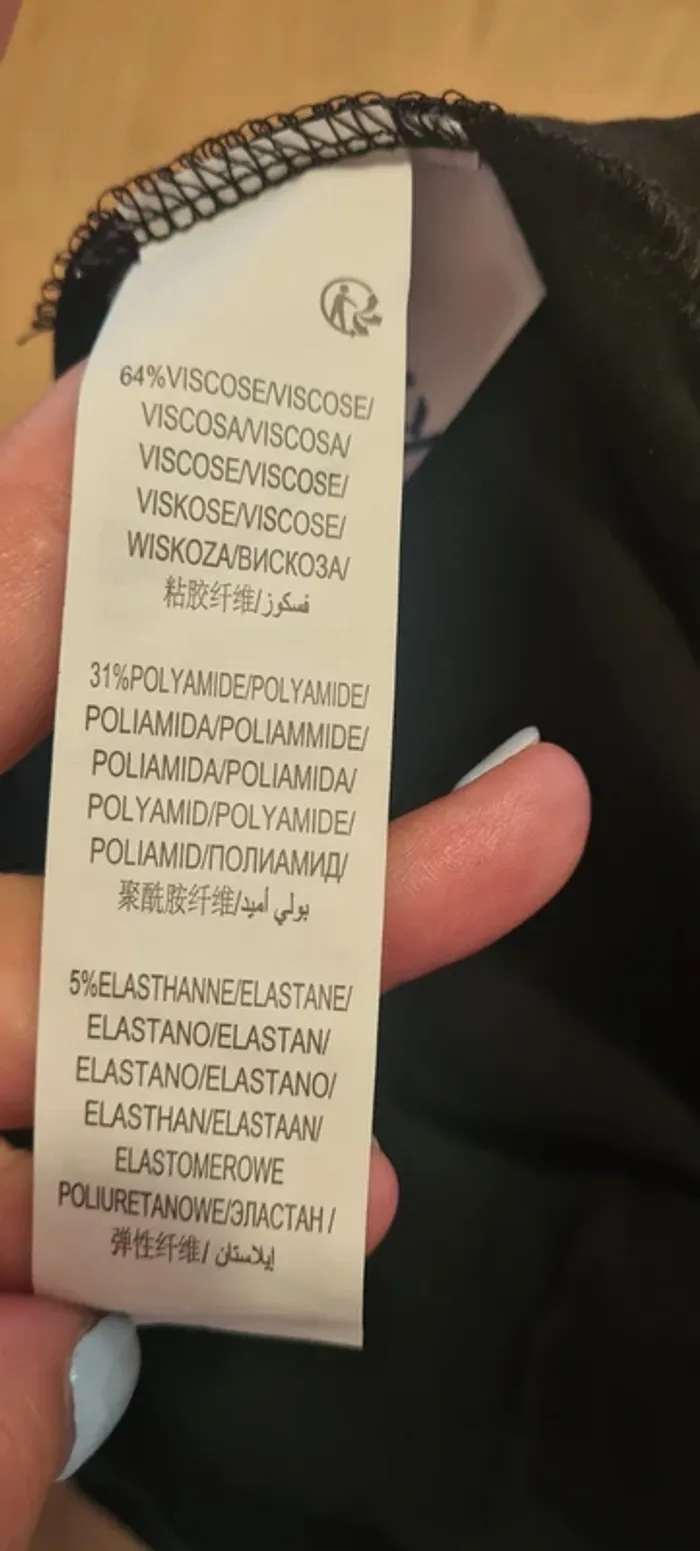 64%VISCOSE/VISCOSE/
VISCOSA/VISCOSA/
VISCOSE/VISCOSE/
VISKOSE/VISCOSE/
WISKOZA/ВИСКОЗА/
粘胶纤维/فسكوز
31%POLYAMIDE/POLYAMIDE/
POLIAMIDA/POLIAMMIDE/
POLIAMIDA/POLIAMIDA/
POLYAMID/POLYAMIDE/
POLIAMID/ПОЛИАМИД/
聚酰胺纤维/بولي أميد
5%ELASTHANNE/ELASTANE/
ELASTANO/ELASTAN/
ELASTANO/ELASTANO/
ELASTHAN/ELASTAAN/
ELASTOMEROWE
POLIURETANOWE/ЭЛАСТАН /
弹性纤维/ إيلاستان